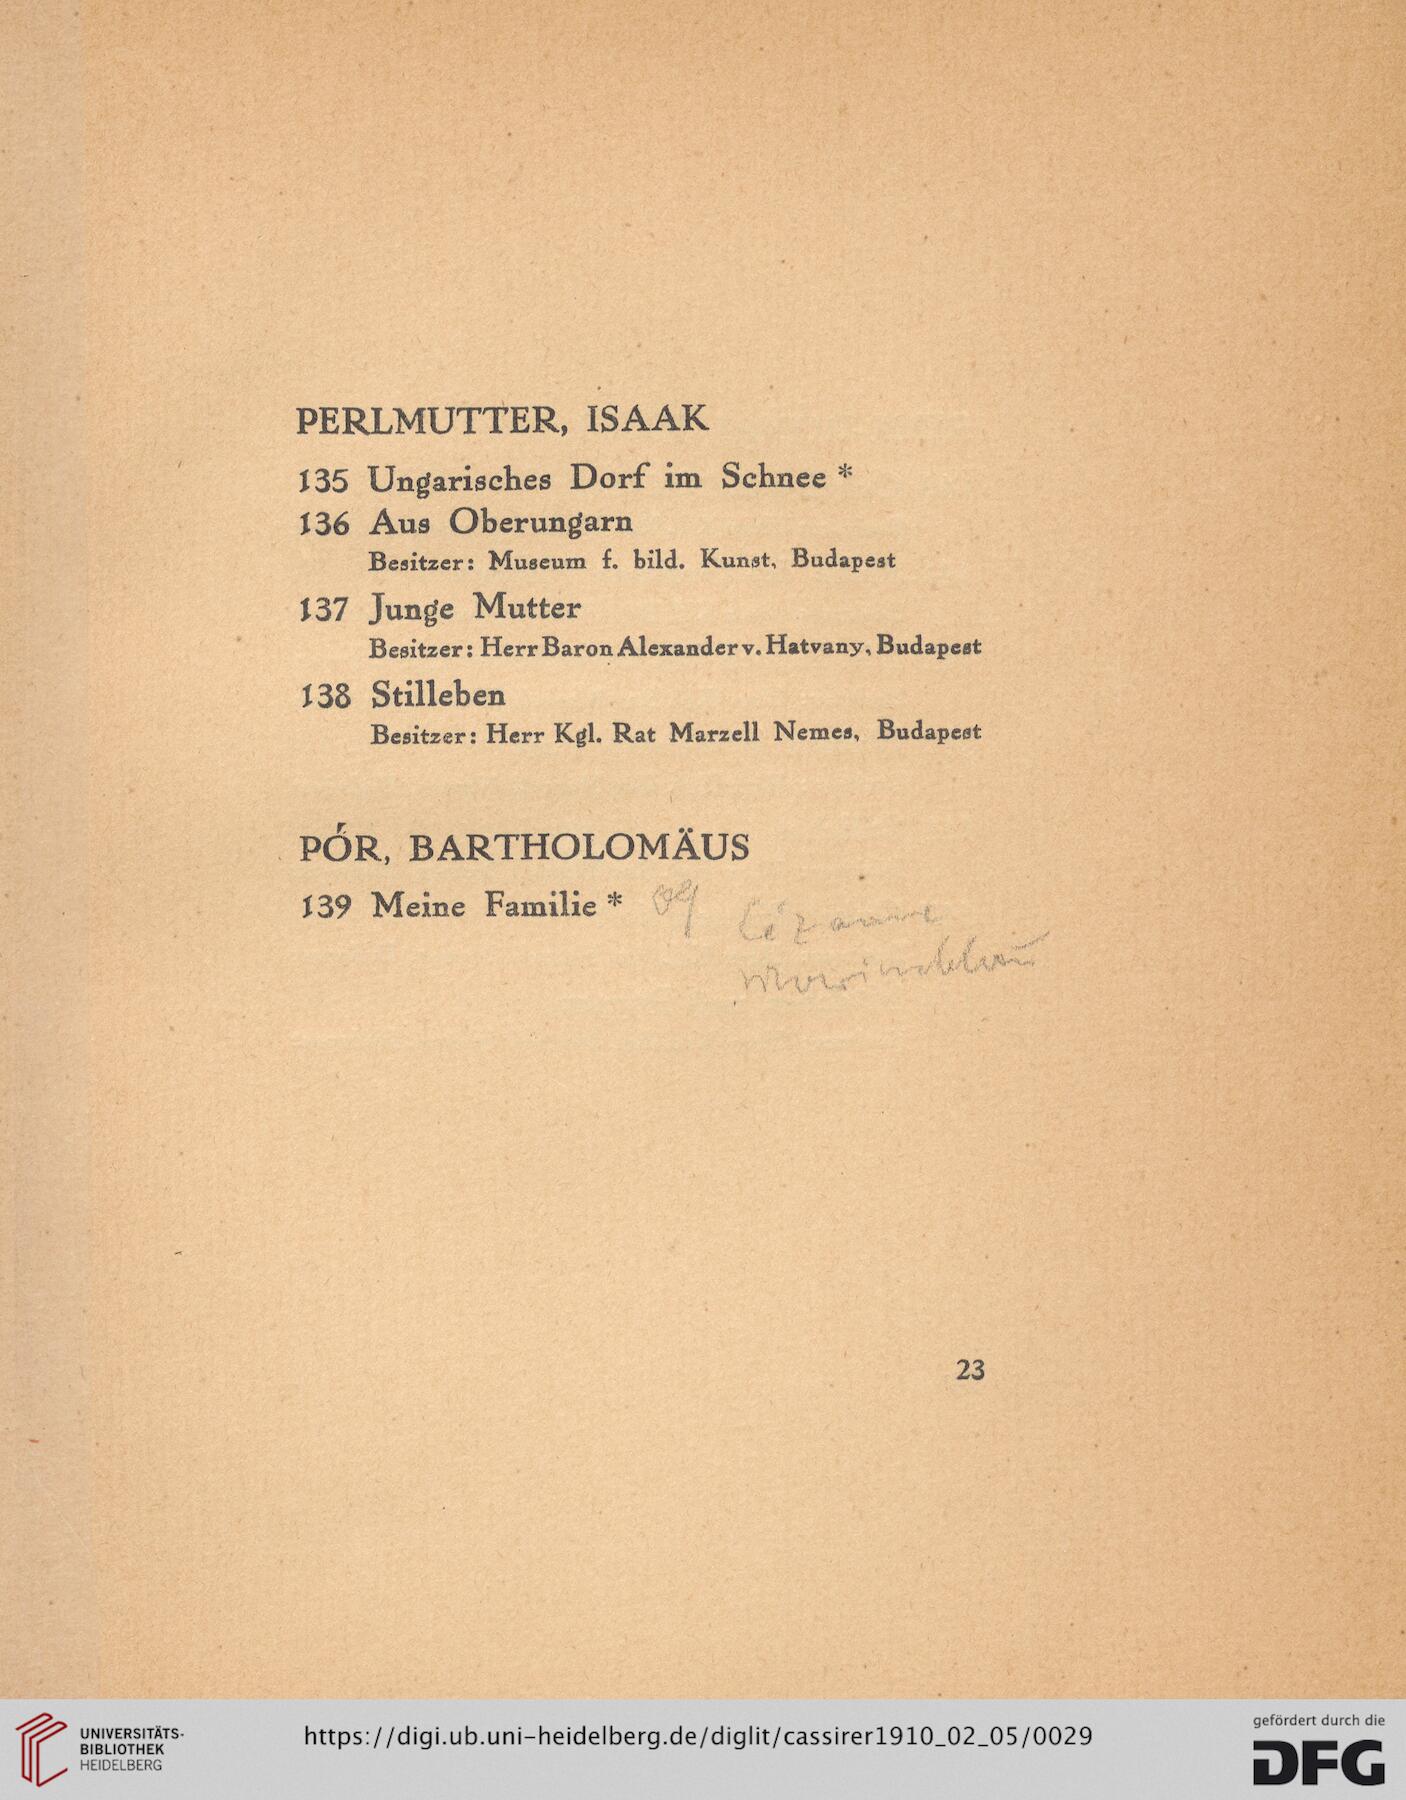 PERLMUTTER, ISAAK
135 Ungarisches Dorf im Schnee *
136 Aus Oberungarn
Besitzer: Museum f. bild. Kunst, Budapest
137 Junge Mutter
Besitzer: Herr Baron Alexander v. Hatvany, Budapest
138 Stilleben
Besitzer: Herr Kgl. Rat Marzell Nemes, Budapest
PÓR, BARTHOLOMÄUS
139 Meine Familie * 09
Cézanne
23
UNIVERSITÄTS-
BIBLIOTHEK
HEIDELBERG
https://digi.ub.uni-heidelberg.de/diglit/cassirer1910_02_05/0029
gefördert durch die
DFG